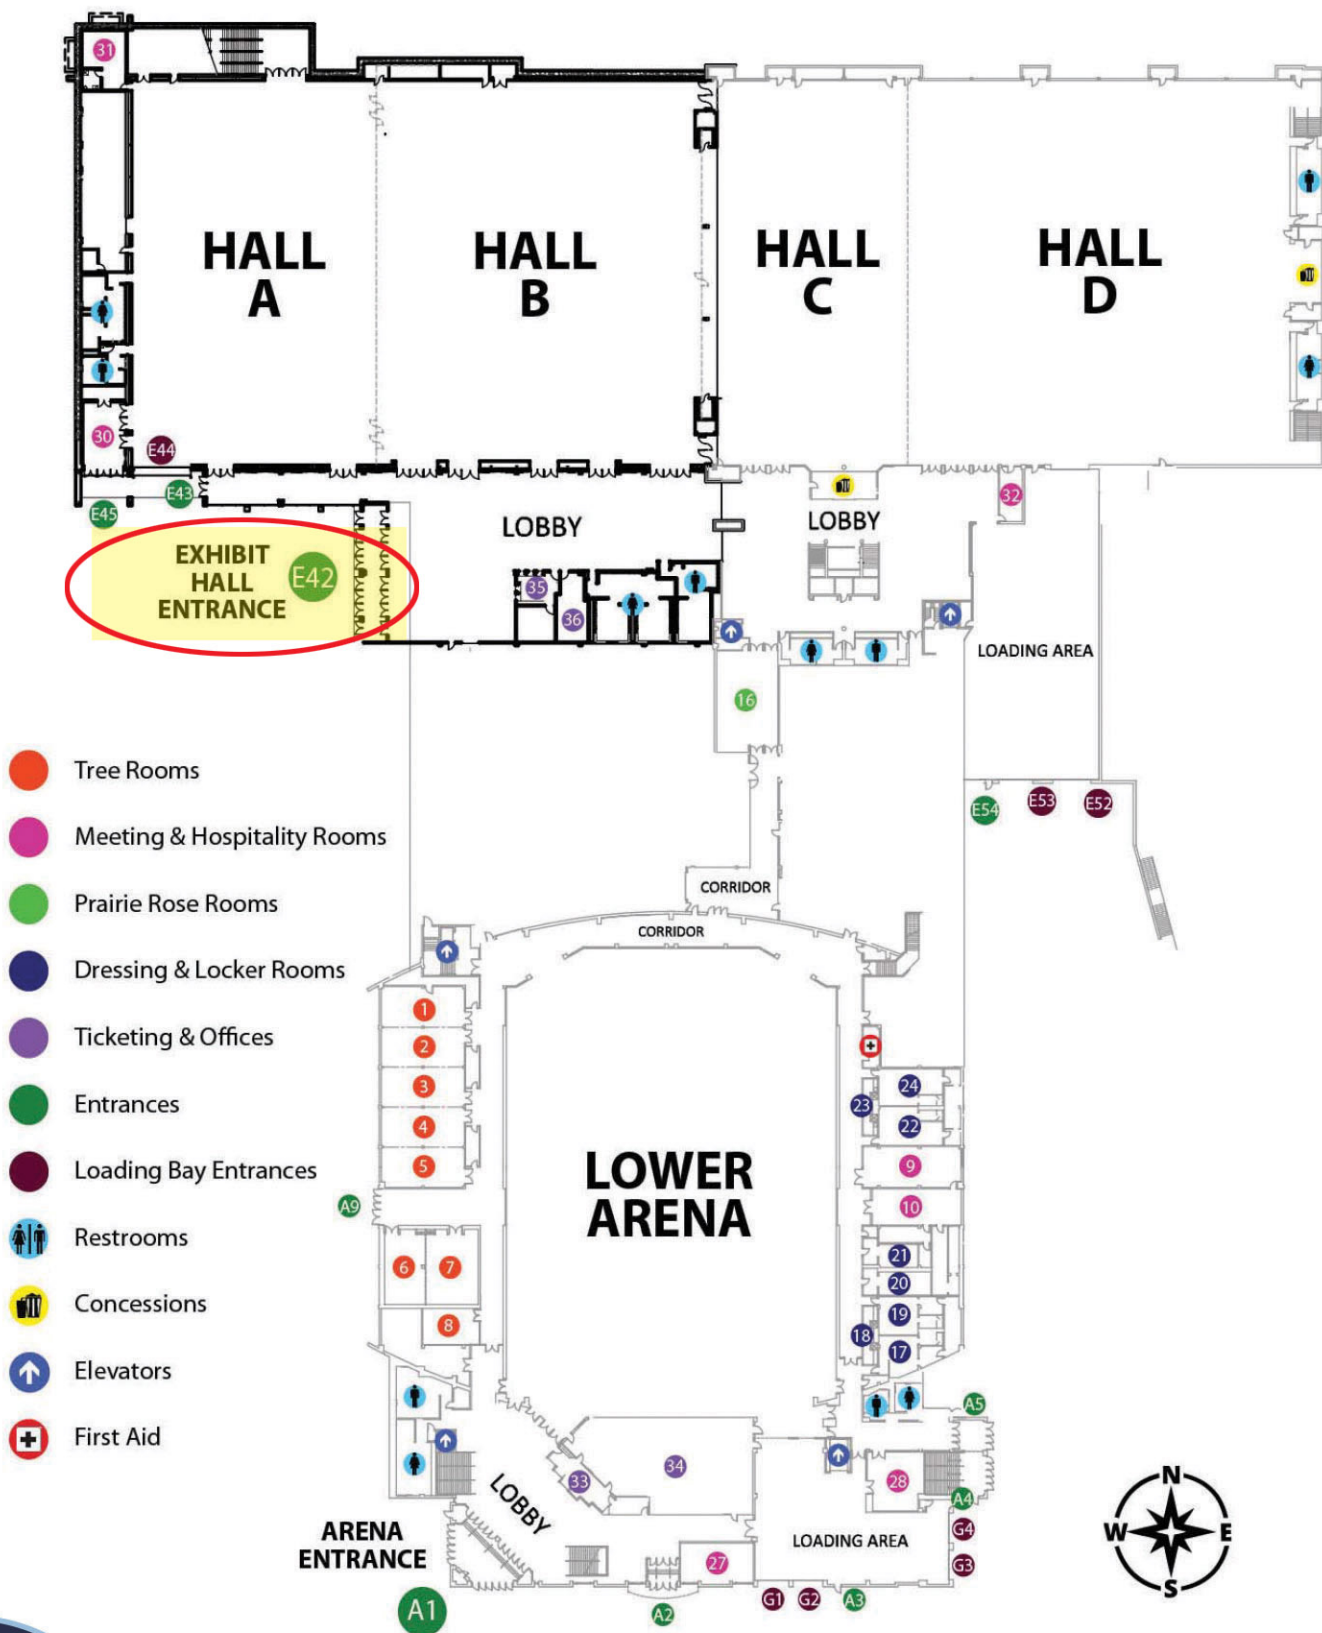 31
HALL
A
HALL
B
HALL
C
HALL
D
30
E44
E43
E45
32
EXHIBIT
HALL
ENTRANCE
E42
LOBBY
35
36
LOBBY
LOADING AREA
16
E54
E53
E52
Tree Rooms
Meeting & Hospitality Rooms
Prairie Rose Rooms
Dressing & Locker Rooms
Ticketing & Offices
Entrances
Loading Bay Entrances
Restrooms
Concessions
Elevators
First Aid
CORRIDOR
CORRIDOR
1
2
3
4
5
A9
6
7
8
LOWER
ARENA
24
23
22
9
10
21
20
19
18
17
A5
28
A4
G4
G3
33
34
LOBBY
ARENA
ENTRANCE
A1
27
LOADING AREA
A2
G1
G2
A3
N
W
E
S